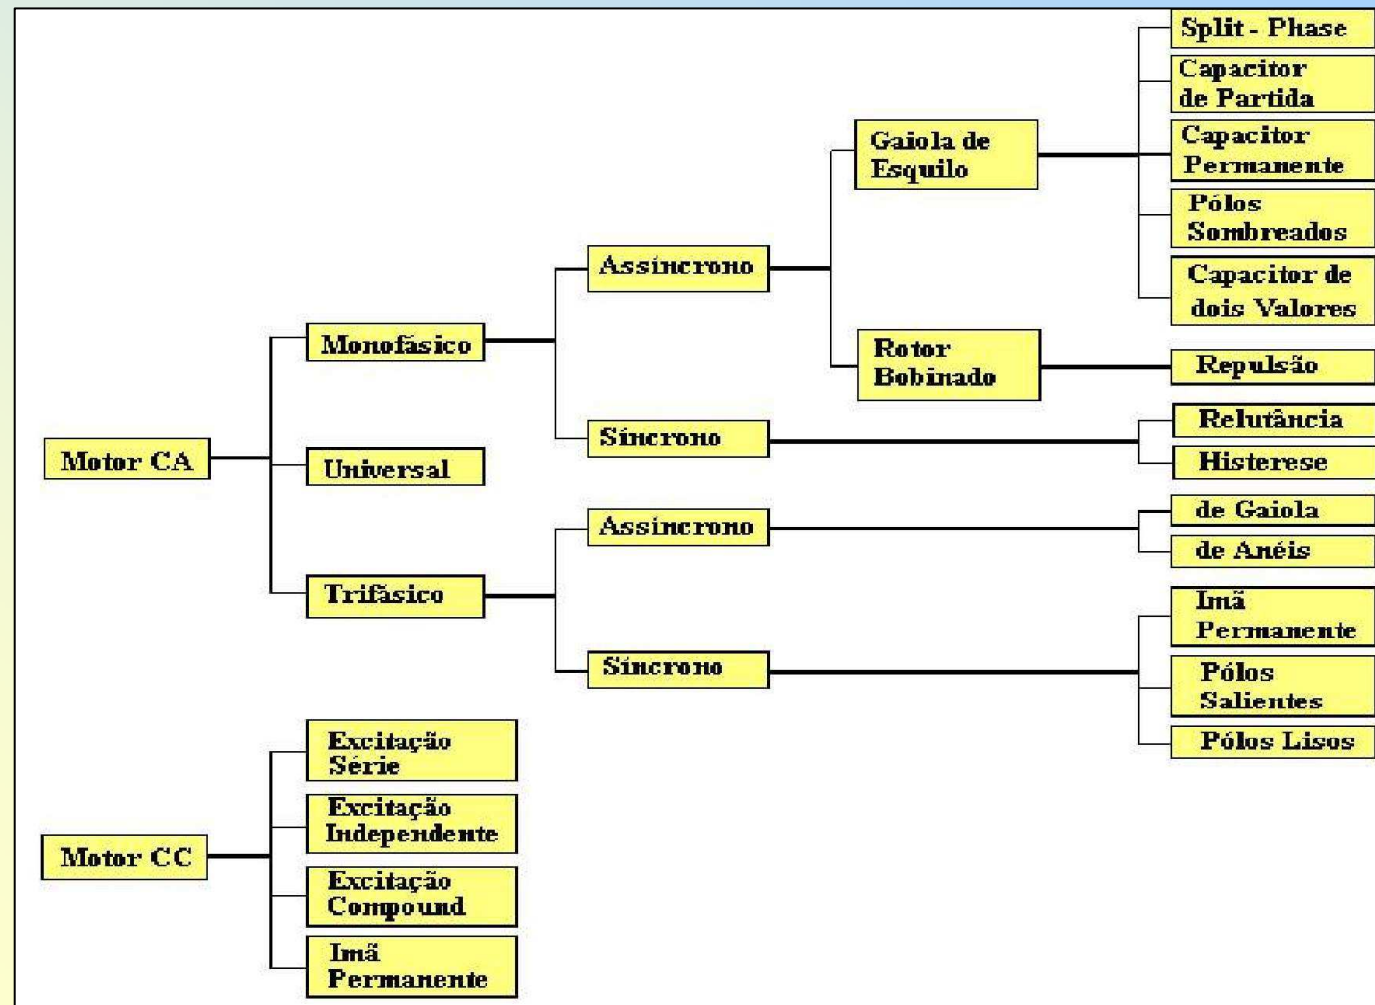 Split - Phase
Capacitor
de Partida
Gaiola de
Esquilo
Capacitor
Permanente
Pólos
Sombreados
Assíncrono
Capacitor de
dois Valores
Monofásico
Rotor
Bobinado
Repulsão
Síncrono
Relutância
Histerese
Motor CA
Universal
Assíncrono
de Gaiola
de Anéis
Trifásico
Imã
Permanente
Síncrono
Pólos
Salientes
Pólos Lisos
Motor CC
Excitação
Série
Excitação
Independente
Excitação
Compound
Imã
Permanente